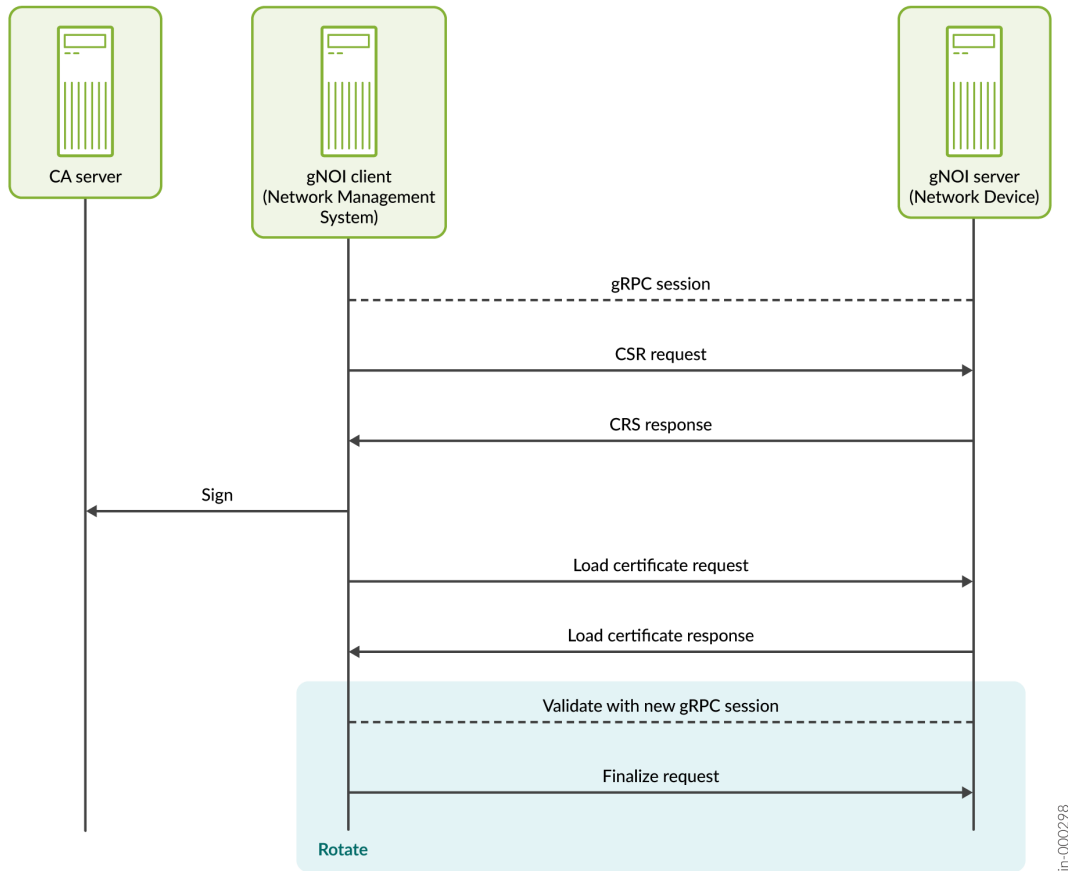 CA server
gNOI client
(Network Management
System)
gNOI server
(Network Device)
gRPC session
CSR request
CRS response
Sign
Load certificate request
Load certificate response
Validate with new gRPC session
Finalize request
Rotate
in-000298